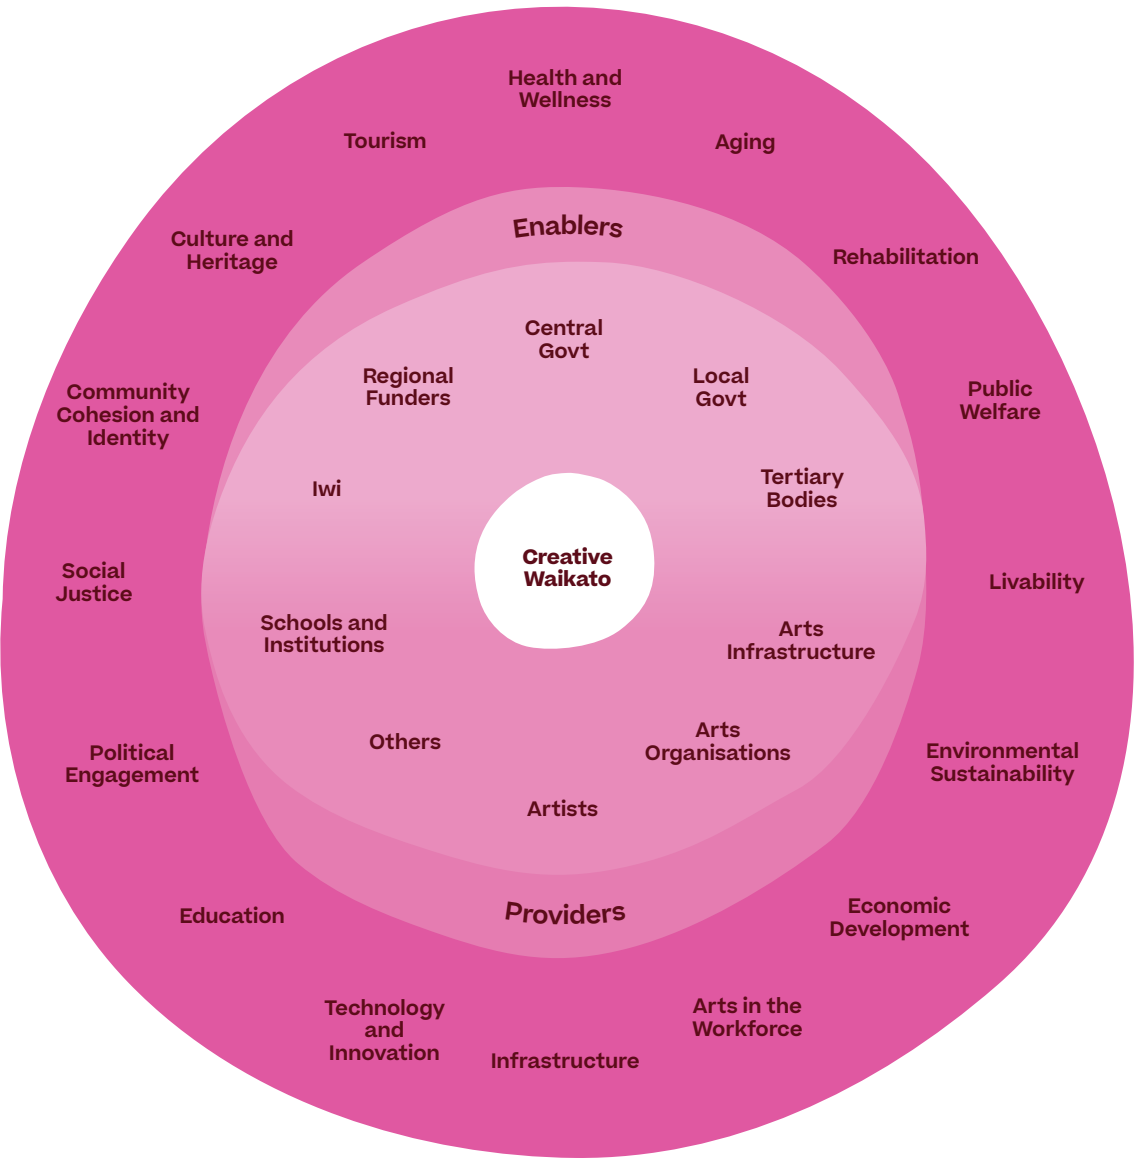 Health and
Wellness
Tourism
Aging
Culture and
Heritage
Rehabilitation
Community
Cohesion and
Identity
Public
Welfare
Social
Justice
Livability
Political
Engagement
Environmental
Sustainability
Education
Economic
Development
Technology
and
Innovation
Infrastructure
Arts in the
Workforce
Enablers
Central
Govt
Regional
Funders
Local
Govt
Iwi
Tertiary
Bodies
Creative
Waikato
Schools and
Institutions
Arts
Infrastructure
Others
Arts
Organisations
Artists
Providers